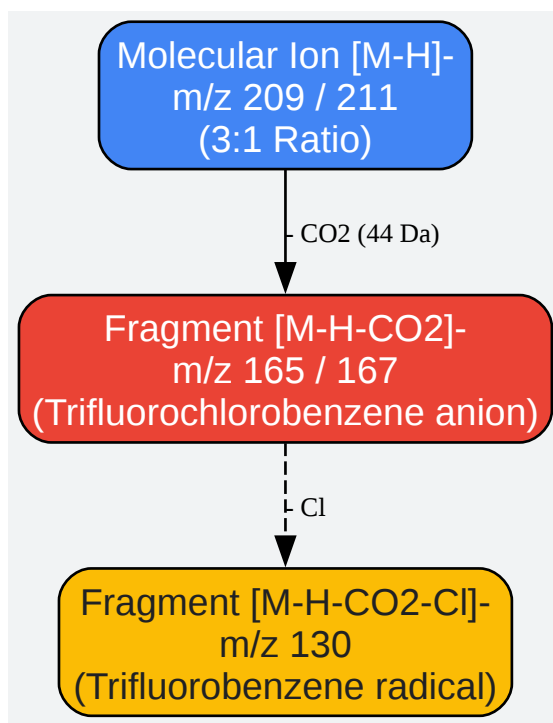 Molecular Ion [M-H]-
m/z 209 / 211
(3:1 Ratio)
- CO2 (44 Da)
Fragment [M-H-CO2]-
m/z 165 / 167
(Trifluorochlorobenzene anion)
- Cl
Fragment [M-H-CO2-Cl]-
m/z 130
(Trifluorobenzene radical)